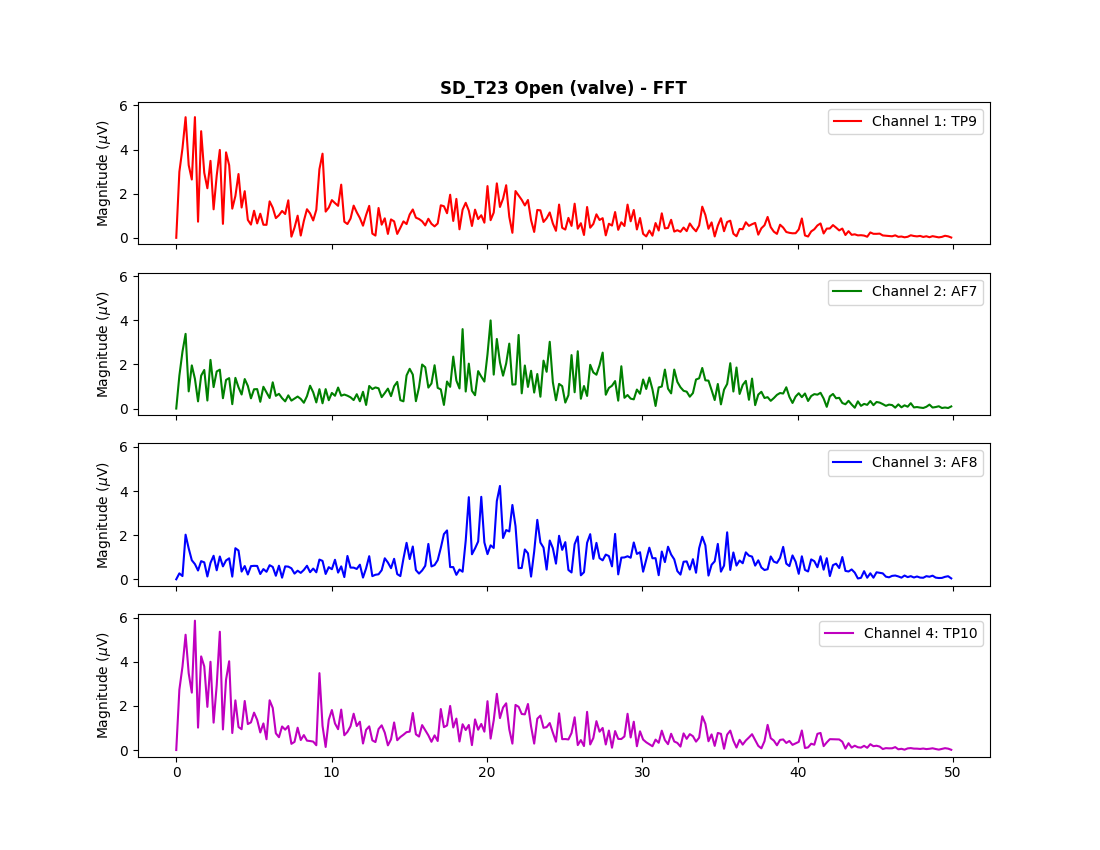 SD_T23 Open (valve) - FFT
6
4
2
0
Magnitude (μV)
Channel 1: TP9
6
4
2
0
Magnitude (μV)
Channel 2: AF7
6
4
2
0
Magnitude (μV)
Channel 3: AF8
6
4
2
0
Magnitude (μV)
Channel 4: TP10
0 10 20 30 40 50